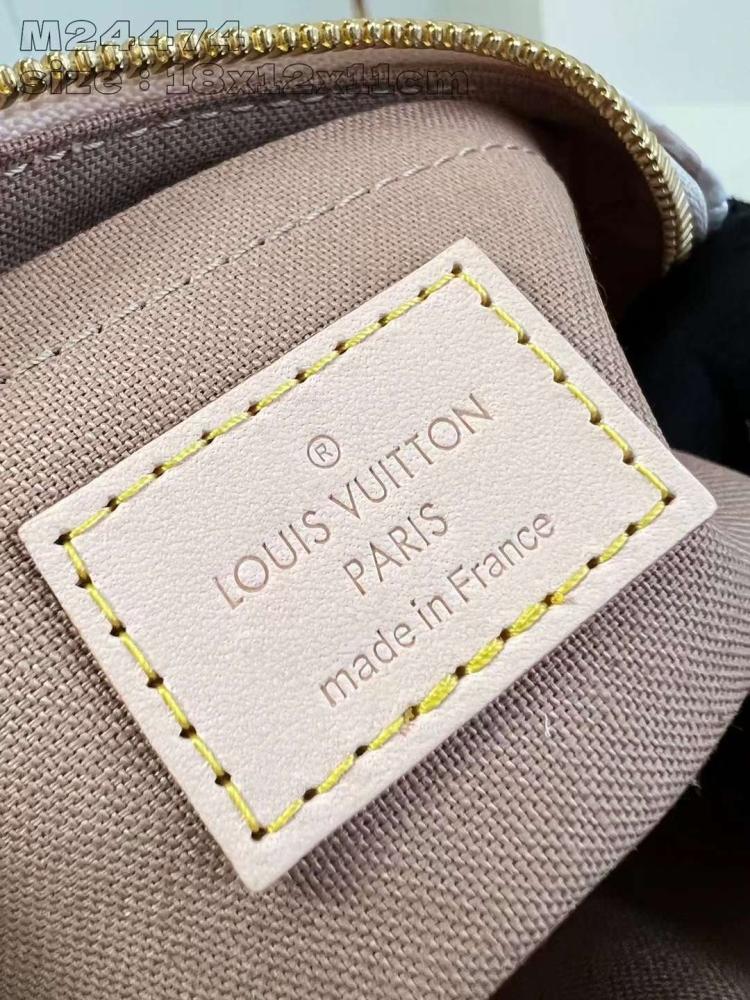 M24474
size：18x12x11cm
®
LOUIS VUITTON
PARIS
made in France